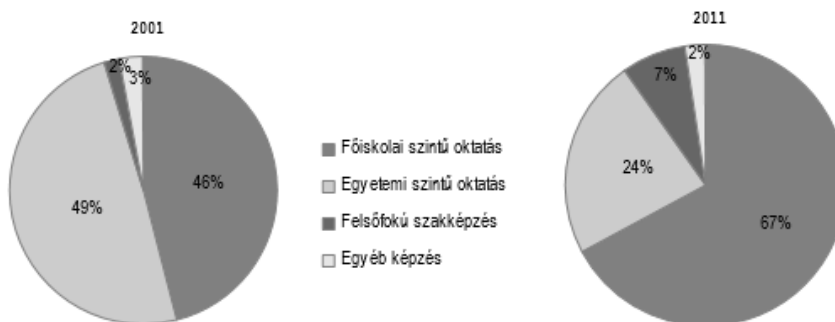 2001
2%
3%
46%
49%
Főiskolai szintű oktatás
Egyetemi szintű oktatás
Felsőfokú szakképzés
Egyéb képzés
2011
2%
7%
24%
67%